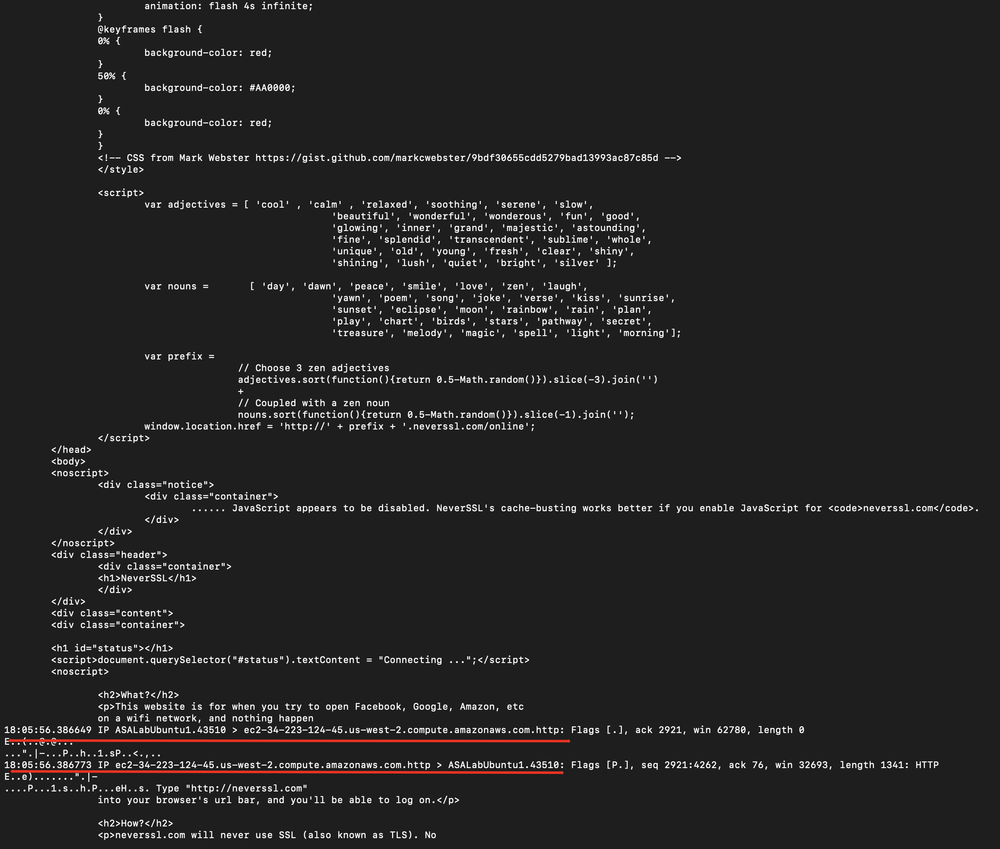 animation: flash 4s infinite;
}
@keyframes flash {
0% {
background-color: red;
}
50% {
background-color: #AA0000;
}
0% {
background-color: red;
}
}
<!-- CSS from Mark Webster https://gist.github.com/markcwebster/9bdf30655cdd5279bad13993ac87c85d -->
</style>
<script>
var adjectives = [ 'cool' , 'calm' , 'relaxed', 'soothing', 'serene', 'slow',
'beautiful', 'wonderful', 'wonderous', 'fun', 'good',
'glowing', 'inner', 'grand', 'majestic', 'astounding',
'fine', 'splendid', 'transcendent', 'sublime', 'whole',
'unique', 'old', 'young', 'fresh', 'clear', 'shiny',
'shining', 'lush', 'quiet', 'bright', 'silver' ];
var nouns =       [ 'day', 'dawn', 'peace', 'smile', 'love', 'zen', 'laugh',
'yawn', 'poem', 'song', 'joke', 'verse', 'kiss', 'sunrise',
'sunset', 'eclipse', 'moon', 'rainbow', 'rain', 'plan',
'play', 'chart', 'birds', 'stars', 'pathway', 'secret',
'treasure', 'melody', 'magic', 'spell', 'light', 'morning'];
var prefix =
// Choose 3 zen adjectives
adjectives.sort(function(){return 0.5-Math.random()}).slice(-3).join('')
+
// Coupled with a zen noun
nouns.sort(function(){return 0.5-Math.random()}).slice(-1).join('');
window.location.href = 'http://' + prefix + '.neverssl.com/online';
</script>
</head>
<body>
<noscript>
<div class="notice">
<div class="container">
...... JavaScript appears to be disabled. NeverSSL's cache-busting works better if you enable JavaScript for <code>neverssl.com</code>.
</div>
</div>
</noscript>
<div class="header">
<div class="container">
<h1>NeverSSL</h1>
</div>
</div>
<div class="content">
<div class="container">
<h1 id="status"></h1>
<script>document.querySelector("#status").textContent = "Connecting ...";</script>
<noscript>
<h2>What?</h2>
<p>This website is for when you try to open Facebook, Google, Amazon, etc
on a wifi network, and nothing happen
18:05:56.386649 IP ASALabUbuntu1.43510 > ec2-34-223-124-45.us-west-2.compute.amazonaws.com.http: Flags [.], ack 2921, win 62780, length 0
E..(..@.@...
...".|-...P..h..1.sP..<.,..
18:05:56.386773 IP ec2-34-223-124-45.us-west-2.compute.amazonaws.com.http > ASALabUbuntu1.43510: Flags [P.], seq 2921:4262, ack 76, win 32693, length 1341: HTTP
E..e).......".|-
....P...1.s..h.P...eH..s. Type "http://neverssl.com"
into your browser's url bar, and you'll be able to log on.</p>
<h2>How?</h2>
<p>neverssl.com will never use SSL (also known as TLS). No